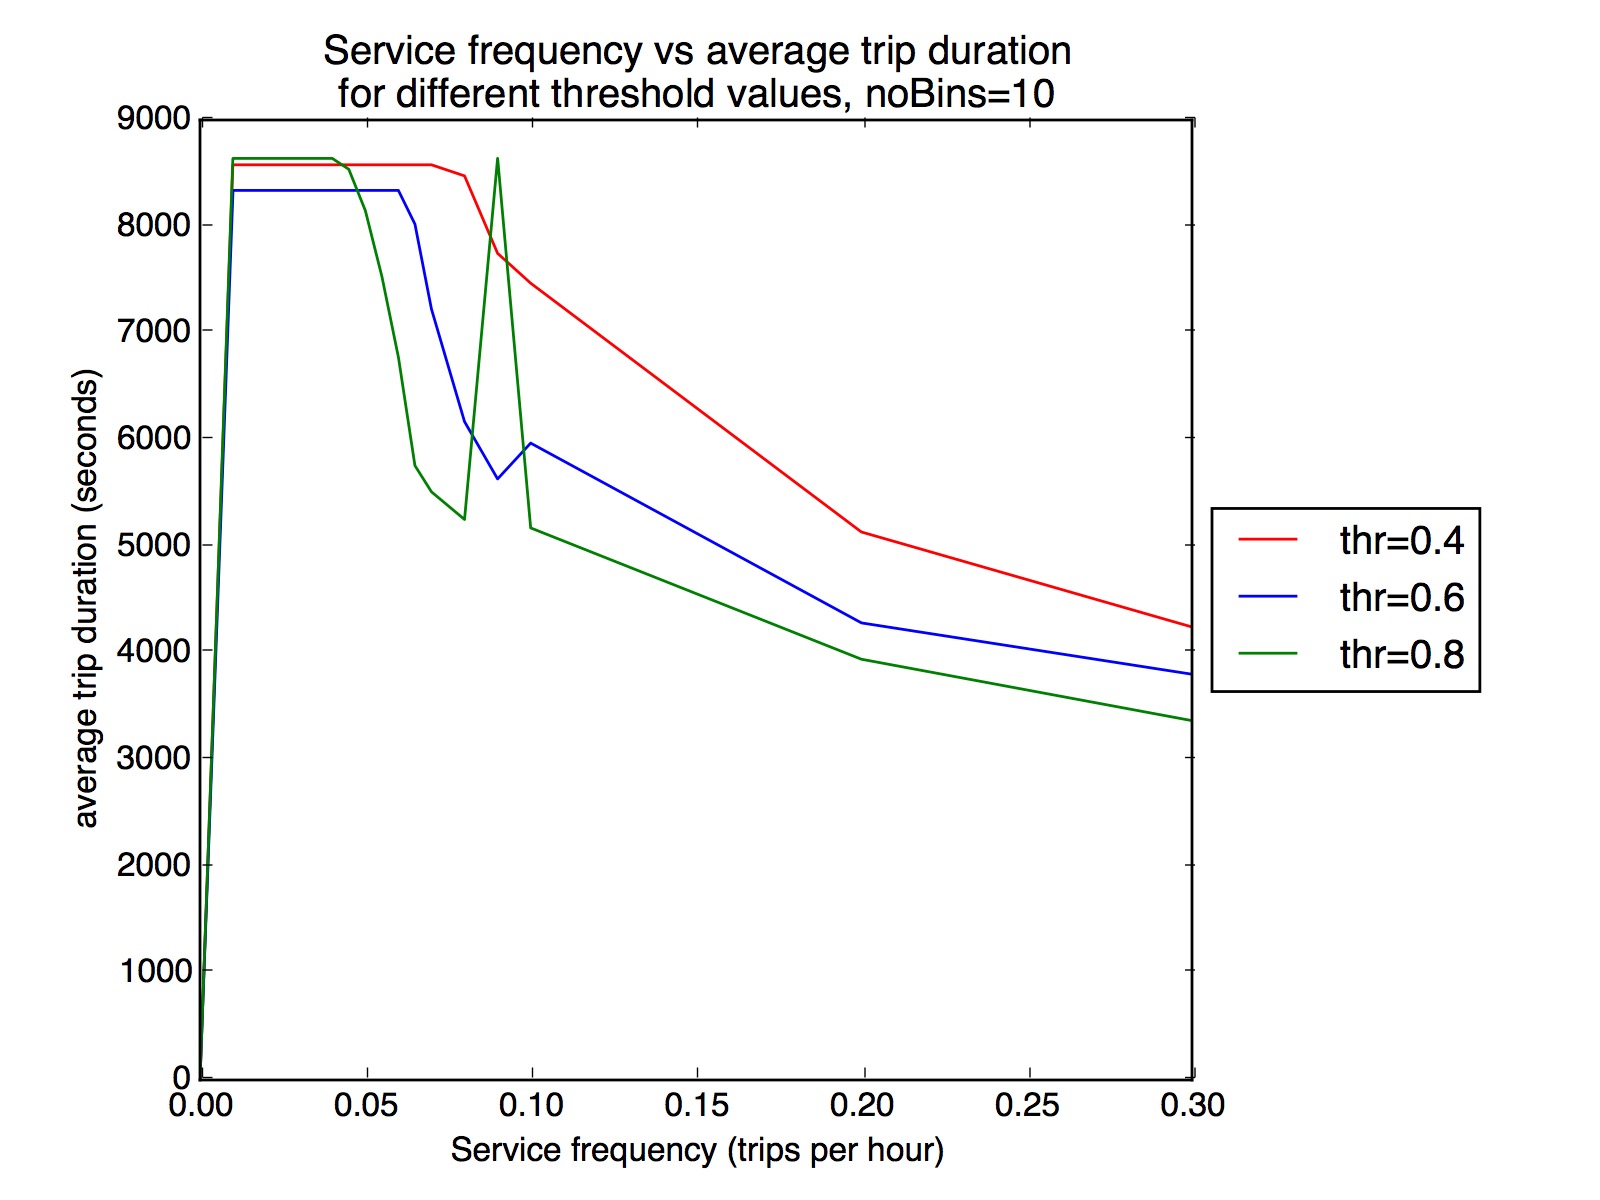 Service frequency vs average trip duration
for different threshold values, noBins=10
9000
8000
7000
6000
5000
4000
3000
2000
1000
0
average trip duration (seconds)
0.00 0.05 0.10 0.15 0.20 0.25 0.30
Service frequency (trips per hour)
thr=0.4
thr=0.6
thr=0.8